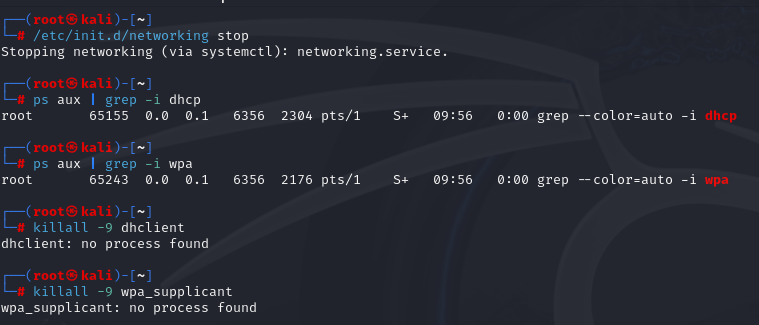 ┌──(root㉿kali)-[~]
└─# /etc/init.d/networking stop
Stopping networking (via systemctl): networking.service.
┌──(root㉿kali)-[~]
└─# ps aux | grep -i dhcp
root       65155  0.0  0.1   6356  2304 pts/1    S+   09:56   0:00 grep --color=auto -i dhcp
┌──(root㉿kali)-[~]
└─# ps aux | grep -i wpa
root       65243  0.0  0.1   6356  2176 pts/1    S+   09:56   0:00 grep --color=auto -i wpa
┌──(root㉿kali)-[~]
└─# killall -9 dhclient
dhclient: no process found
┌──(root㉿kali)-[~]
└─# killall -9 wpa_supplicant
wpa_supplicant: no process found